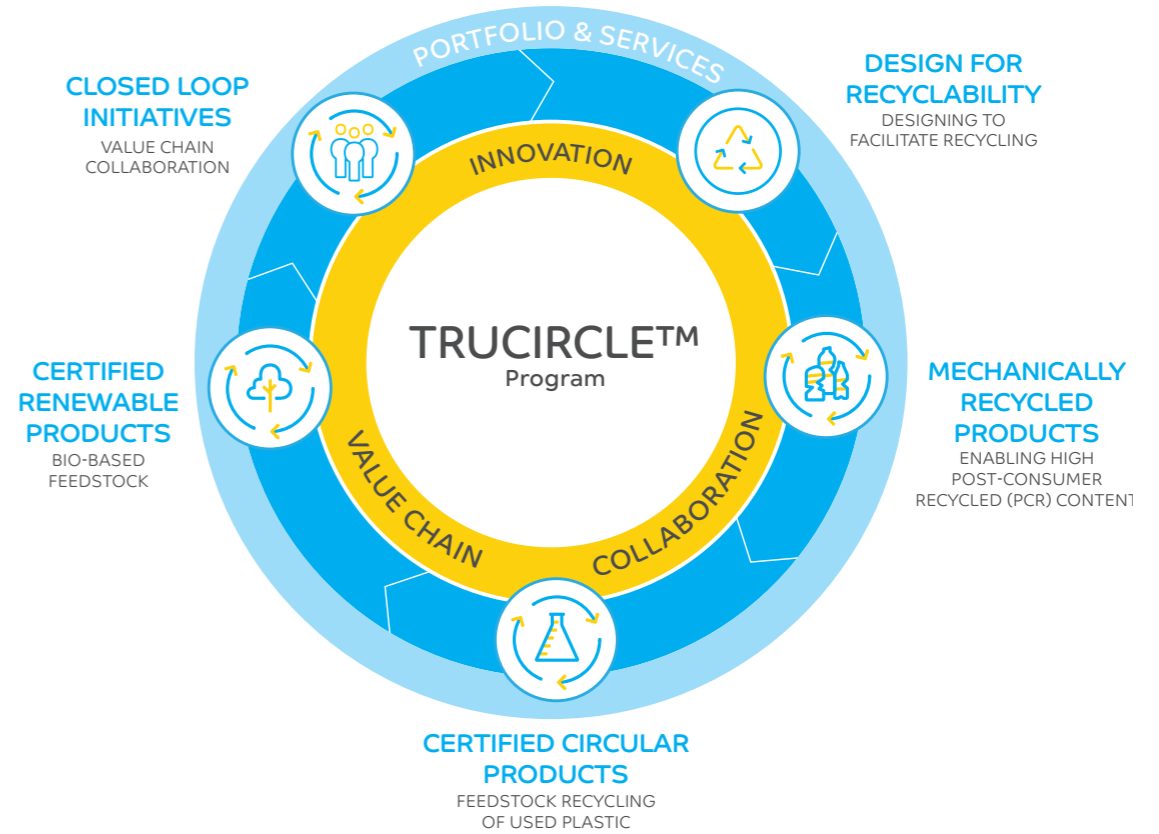 PORTFOLIO & SERVICES
CLOSED LOOP
INITIATIVES
VALUE CHAIN
COLLABORATION
DESIGN FOR
RECYCLABILITY
DESIGNING TO
FACILITATE RECYCLING
INNOVATION
TRUCIRCLE™
Program
CERTIFIED
RENEWABLE
PRODUCTS
BIO-BASED
FEEDSTOCK
MECHANICALLY
RECYCLED
PRODUCTS
ENABLING HIGH
POST-CONSUMER
RECYCLED (PCR) CONTENT
VALUE CHAIN
COLLABORATION
CERTIFIED CIRCULAR
PRODUCTS
FEEDSTOCK RECYCLING
OF USED PLASTIC